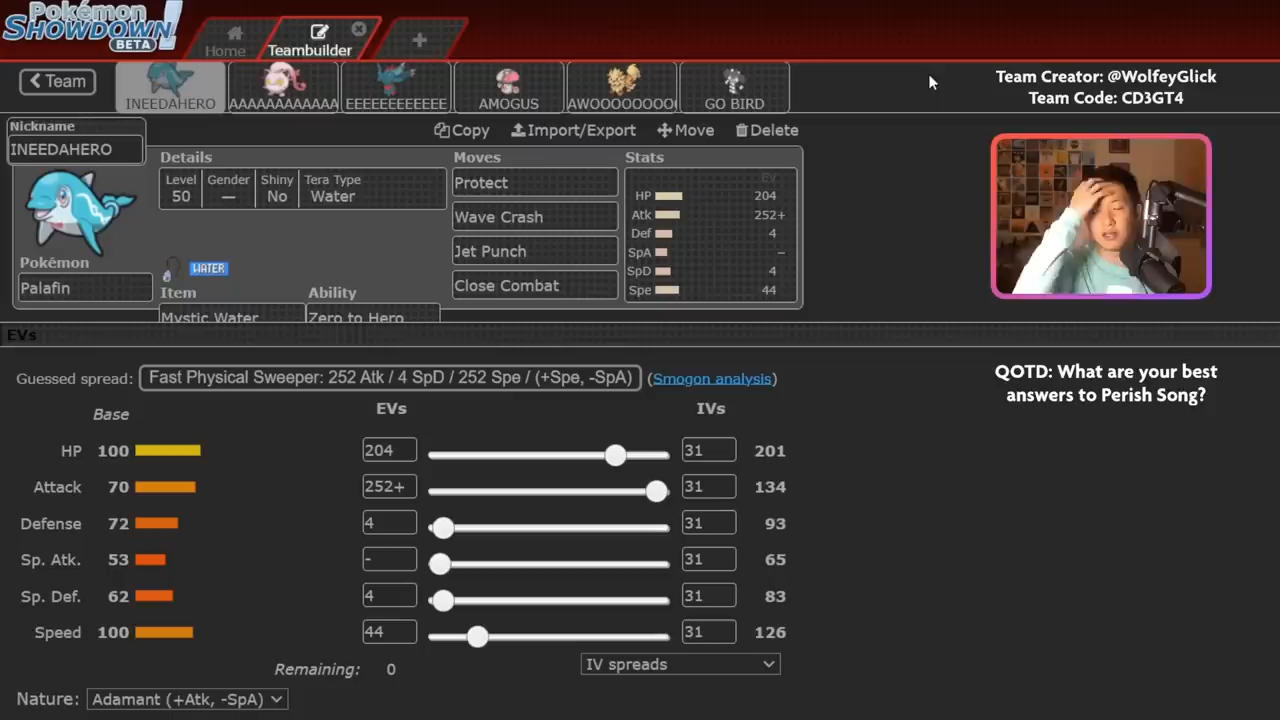 Pokémon
SHOWDOWN!
BETA
Home
Teambuilder
+
Team
INEEDAHERO
AAAAAAAAAAAA
EEEEEEEEEEEE
AMOGUS
AWOOOOOOO
GO BIRD
Team Creator: @WolfeyGlick
Team Code: CD3GT4
Nickname
INEEDAHERO
Copy
Import/Export
Move
Delete
Details
Level
50
Gender
—
Shiny
No
Tera Type
Water
Moves
Protect
Wave Crash
Jet Punch
Close Combat
Stats
EV
HP 204
Atk 252+
Def 4
SpA –
SpD 4
Spe 44
Pokémon
Palafin
WATER
Item
Mystic Water
Ability
Zero to Hero
EVs
Guessed spread: Fast Physical Sweeper: 252 Atk / 4 SpD / 252 Spe / (+Spe, -SpA) (Smogon analysis)
Base EVs IVs
HP 100 204 31 201
Attack 70 252+ 31 134
Defense 72 4 31 93
Sp. Atk. 53 - 31 65
Sp. Def. 62 4 31 83
Speed 100 44 31 126
Remaining: 0
IV spreads
Nature: Adamant (+Atk, -SpA)
QOTD: What are your best
answers to Perish Song?